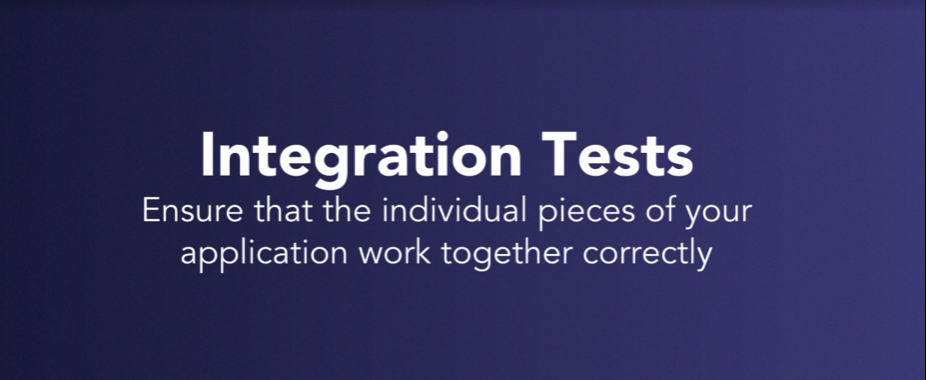 Integration Tests
Ensure that the individual pieces of your
application work together correctly